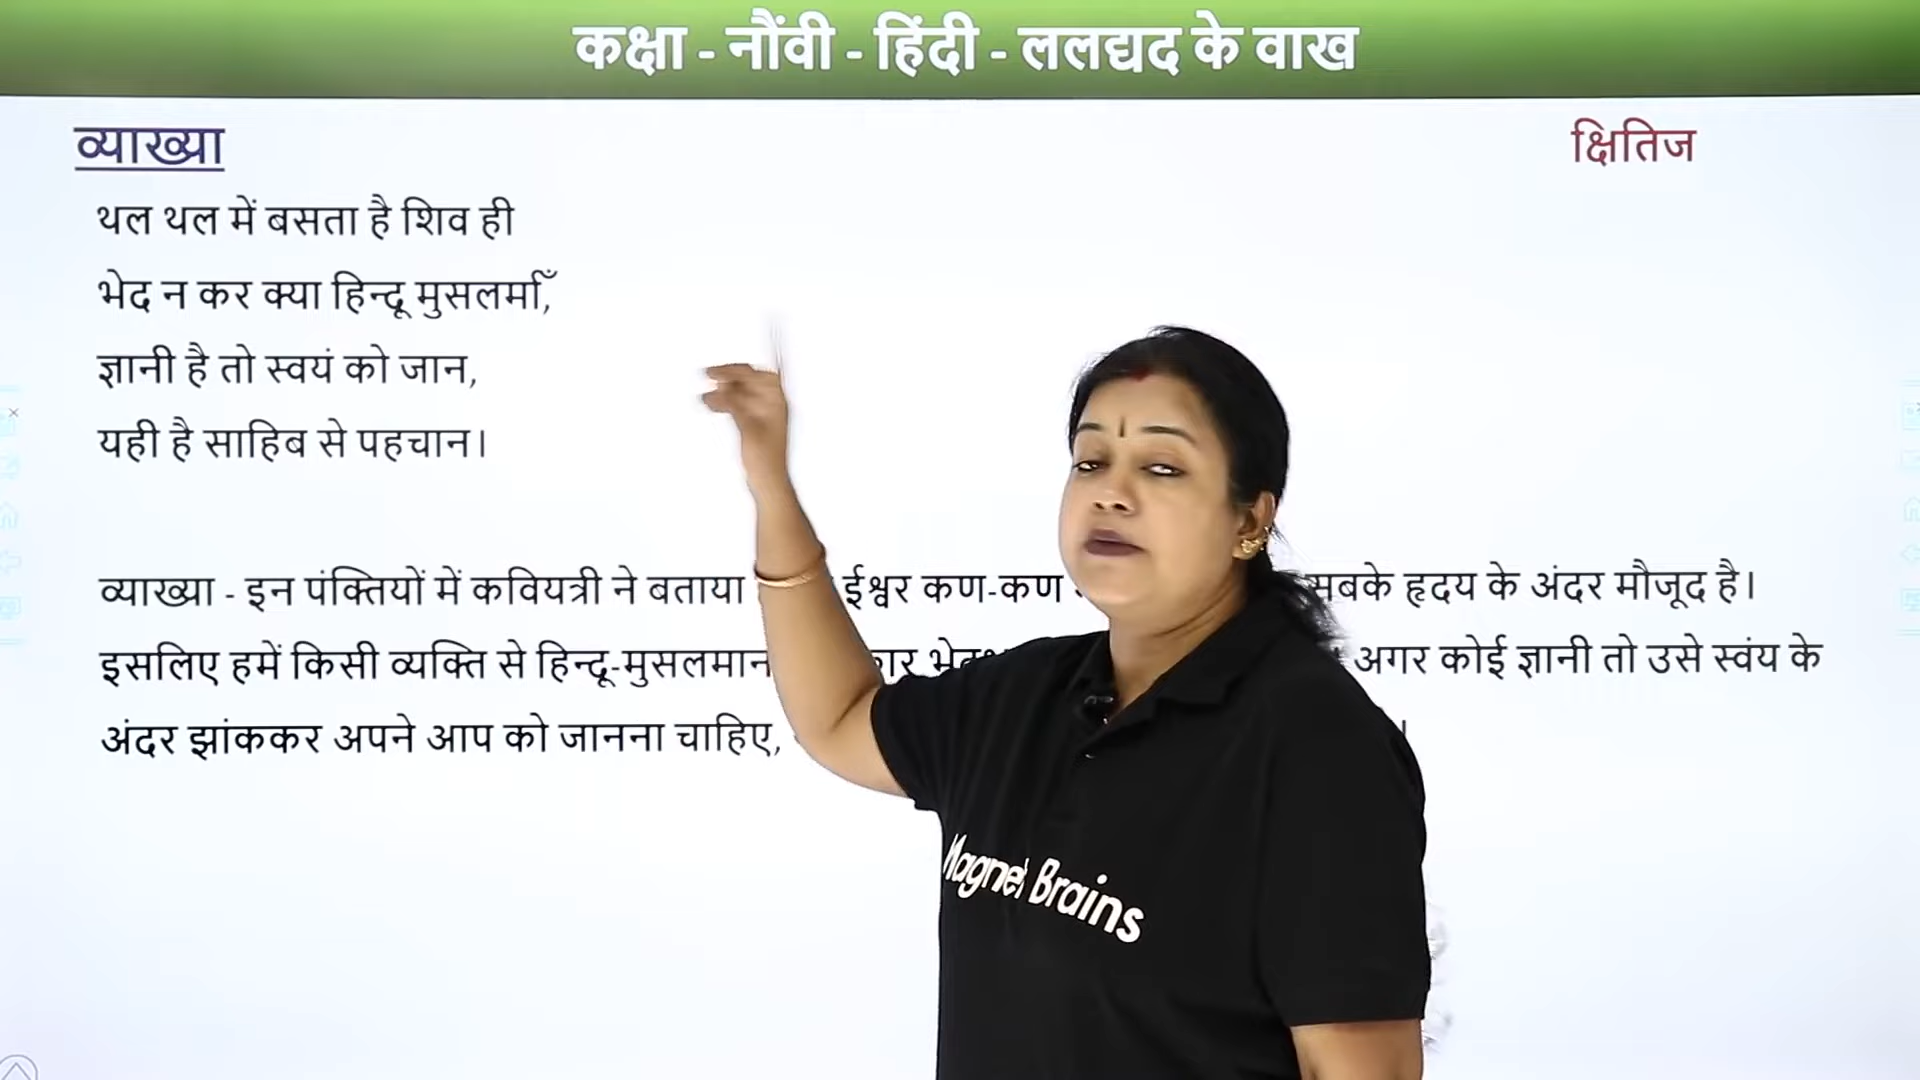 कक्षा - नौंवी - हिंदी - ललद्यद के वाख
व्याख्या
क्षितिज
थल थल में बसता है शिव ही
भेद न कर क्या हिन्दू मुसलर्मांँ,
ज्ञानी है तो स्वयं को जान,
यही है साहिब से पहचान।
व्याख्या - इन पंक्तियों में कवियत्री ने बताया ईश्वर कण-कण सबके हृदय के अंदर मौजूद है।
इसलिए हमें किसी व्यक्ति से हिन्दू-मुसलमान अगर कोई ज्ञानी तो उसे स्वंय के
अंदर झांककर अपने आप को जानना चाहिए,
Magnet Brains